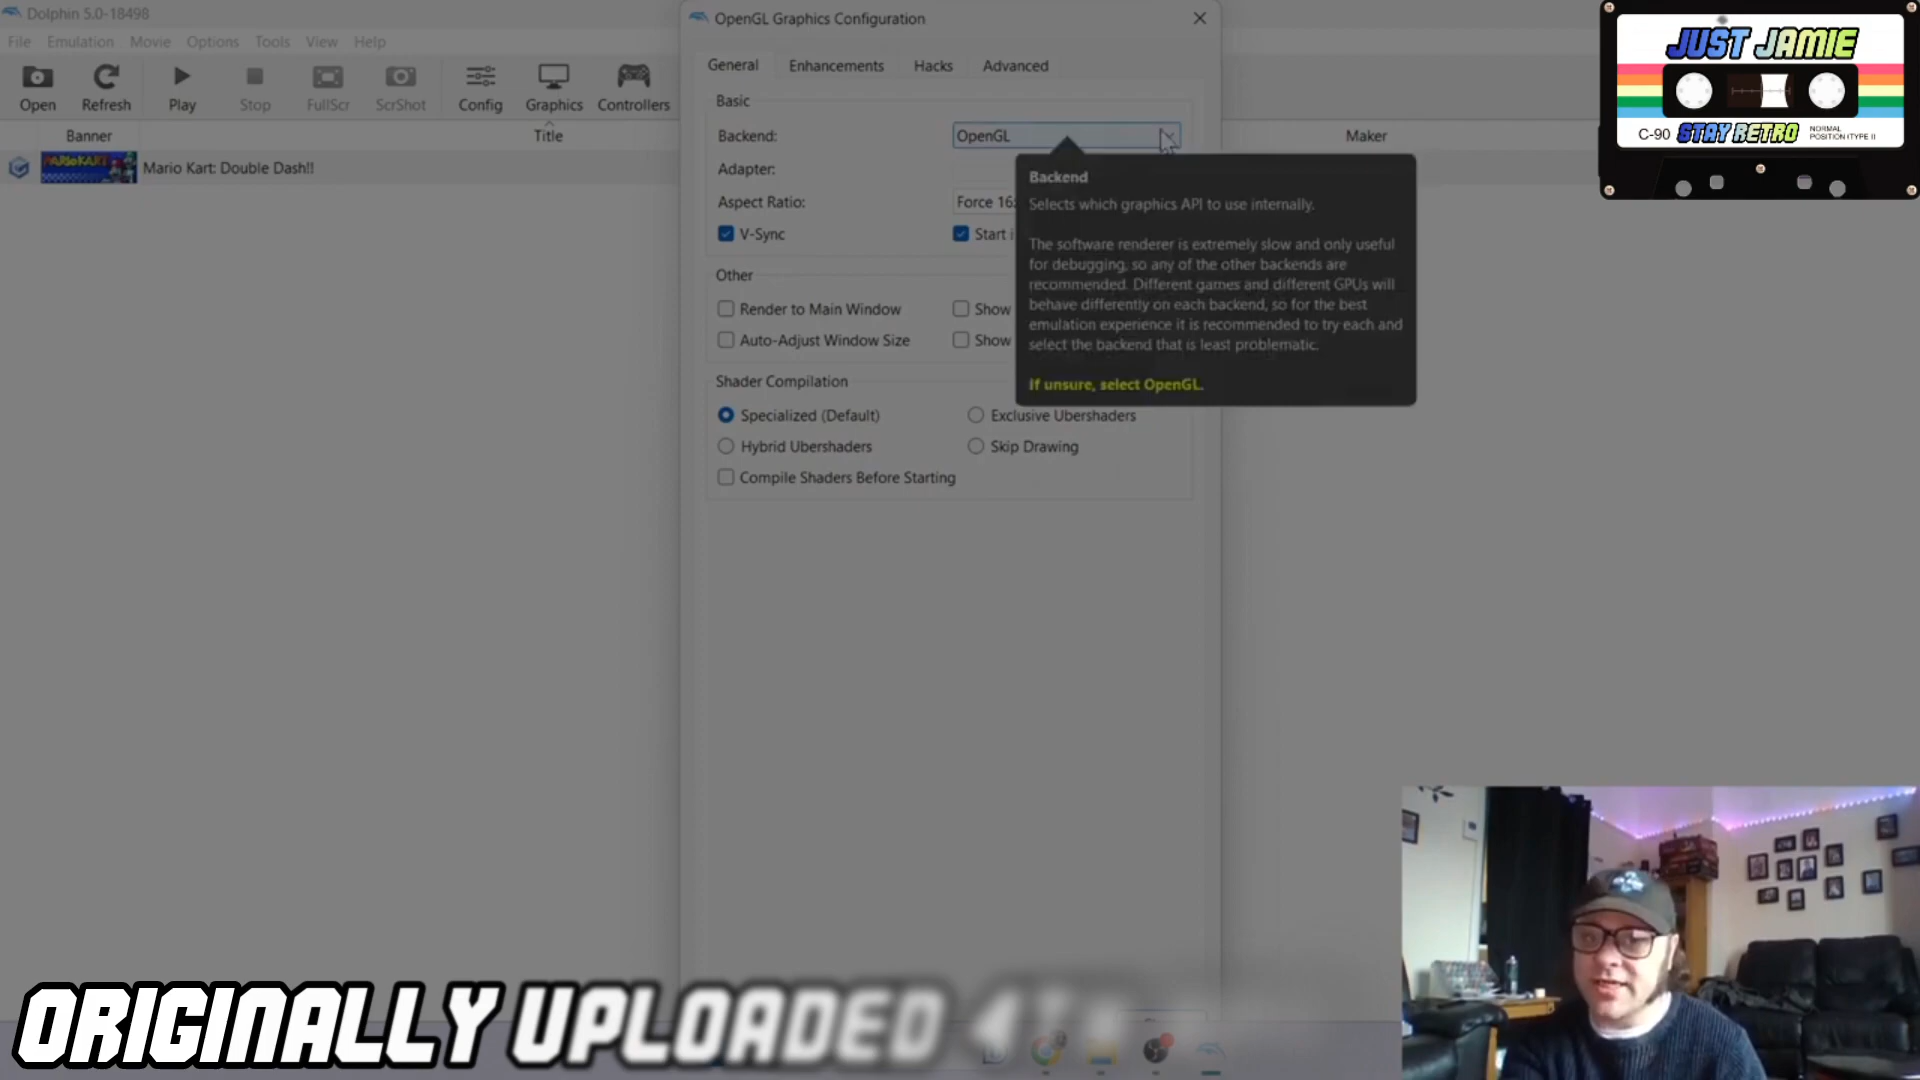 Dolphin 5.0-18498
File Emulation Movie Options Tools View Help
Open Refresh Play Stop FullScr ScrShot Config Graphics Controllers
Banner Title Maker
MARIOKART
Mario Kart: Double Dash!!
OpenGL Graphics Configuration
General Enhancements Hacks Advanced
Basic
Backend: OpenGL
Adapter:
Aspect Ratio: Force 16:
V-Sync Start i
Other
Render to Main Window Show
Auto-Adjust Window Size Show
Shader Compilation
Specialized (Default) Exclusive Ubershaders
Hybrid Ubershaders Skip Drawing
Compile Shaders Before Starting
Backend
Selects which graphics API to use internally.
The software renderer is extremely slow and only useful
for debugging, so any of the other backends are
recommended. Different games and different GPUs will
behave differently on each backend, so for the best
emulation experience it is recommended to try each and
select the backend that is least problematic.
If unsure, select OpenGL.
JUST JAMIE
C-90 STAY RETRO NORMAL
POSITION (TYPE II
ORIGINALLY UPLOADED 4TH